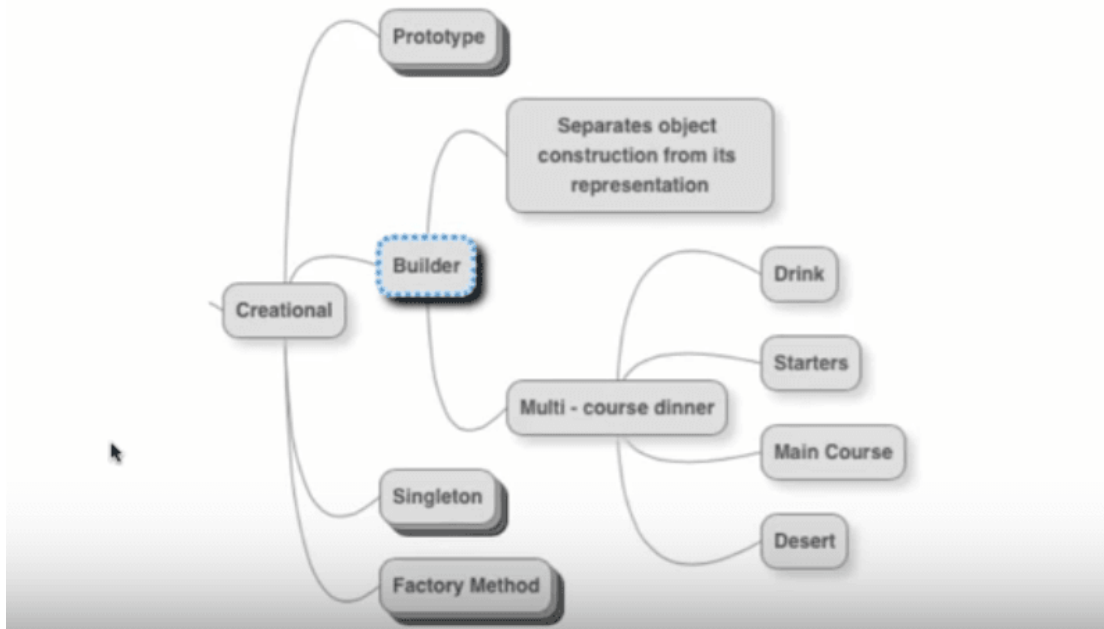 Prototype
Separates object
construction from its
representation
Builder
Drink
Creational
Starters
Multi - course dinner
Main Course
Singleton
Desert
Factory Method